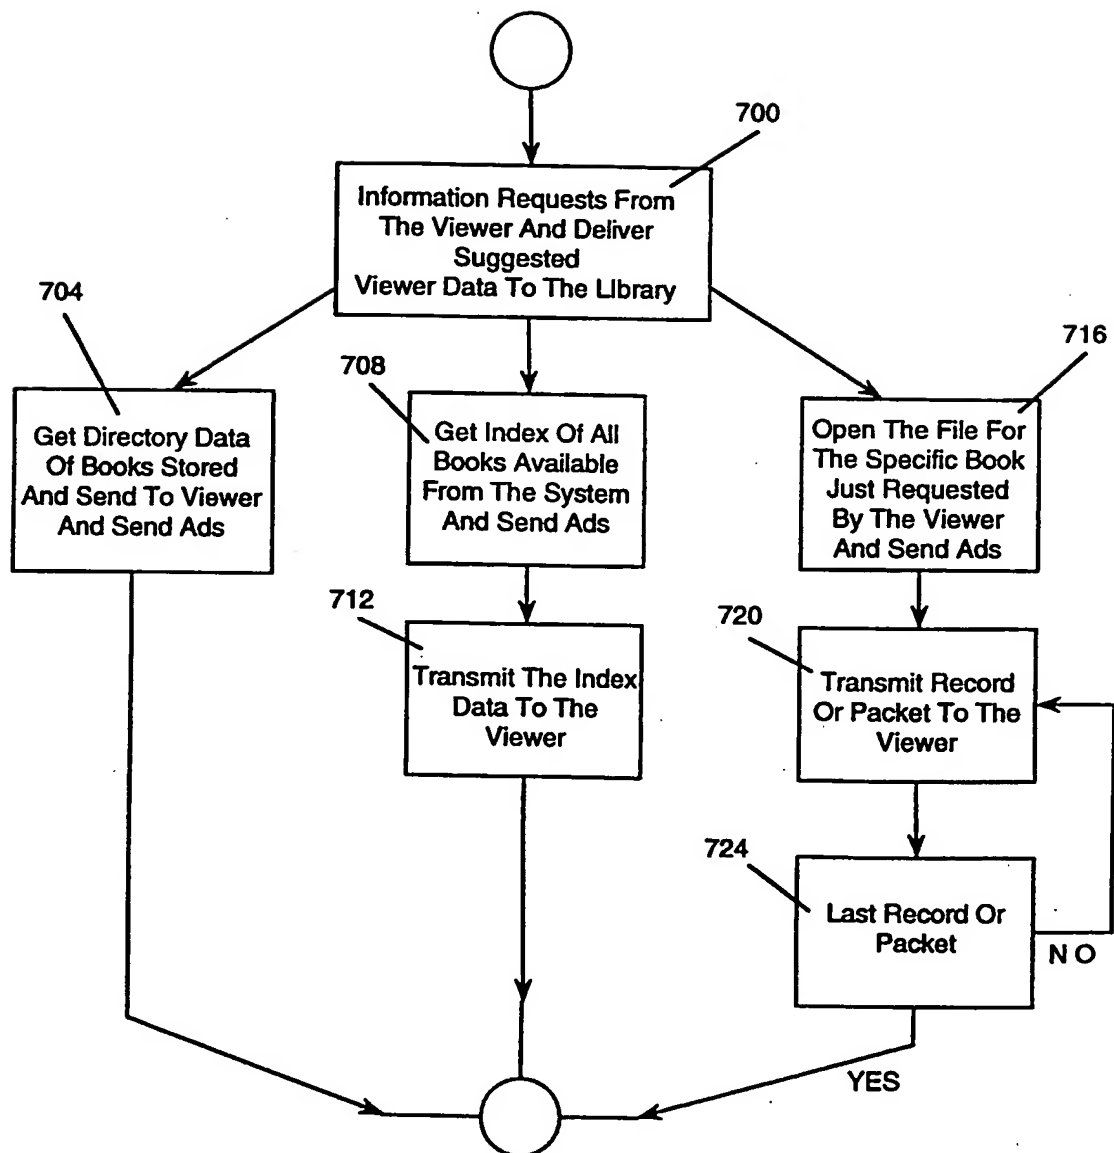 700
Information Requests From
The Viewer And Deliver
Suggested
Viewer Data To The Library
704
Get Directory Data
Of Books Stored
And Send To Viewer
And Send Ads
708
Get Index Of All
Books Available
From The System
And Send Ads
712
Transmit The Index
Data To The
Viewer
716
Open The File For
The Specific Book
Just Requested
By The Viewer
And Send Ads
720
Transmit Record
Or Packet To The
Viewer
724
Last Record Or
Packet
NO
YES